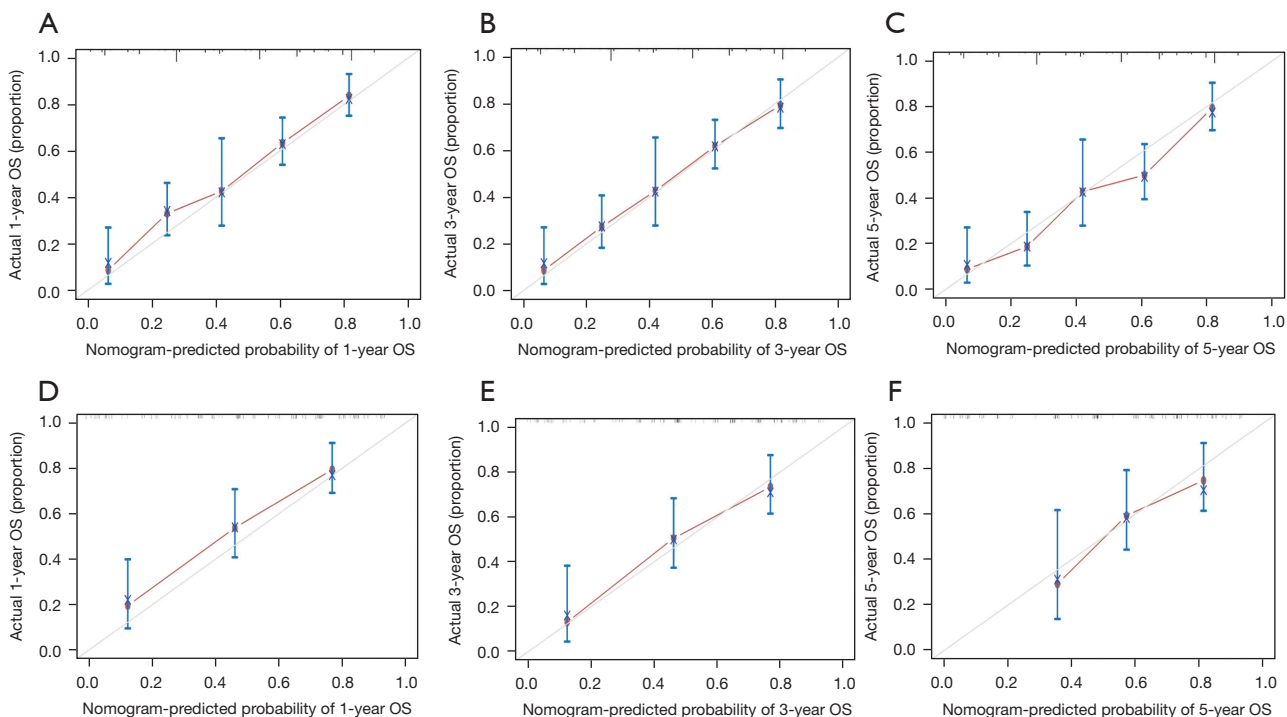 A
Actual 1-year OS (proportion)
1.0
0.8
0.6
0.4
0.2
0.0
0.0 0.2 0.4 0.6 0.8 1.0
Nomogram-predicted probability of 1-year OS
B
Actual 3-year OS (proportion)
1.0
0.8
0.6
0.4
0.2
0.0
0.0 0.2 0.4 0.6 0.8 1.0
Nomogram-predicted probability of 3-year OS
C
Actual 5-year OS (proportion)
1.0
0.8
0.6
0.4
0.2
0.0
0.0 0.2 0.4 0.6 0.8 1.0
Nomogram-predicted probability of 5-year OS
D
Actual 1-year OS (proportion)
1.0
0.8
0.6
0.4
0.2
0.0
0.0 0.2 0.4 0.6 0.8 1.0
Nomogram-predicted probability of 1-year OS
E
Actual 3-year OS (proportion)
1.0
0.8
0.6
0.4
0.2
0.0
0.0 0.2 0.4 0.6 0.8 1.0
Nomogram-predicted probability of 3-year OS
F
Actual 5-year OS (proportion)
1.0
0.8
0.6
0.4
0.2
0.0
0.0 0.2 0.4 0.6 0.8 1.0
Nomogram-predicted probability of 5-year OS